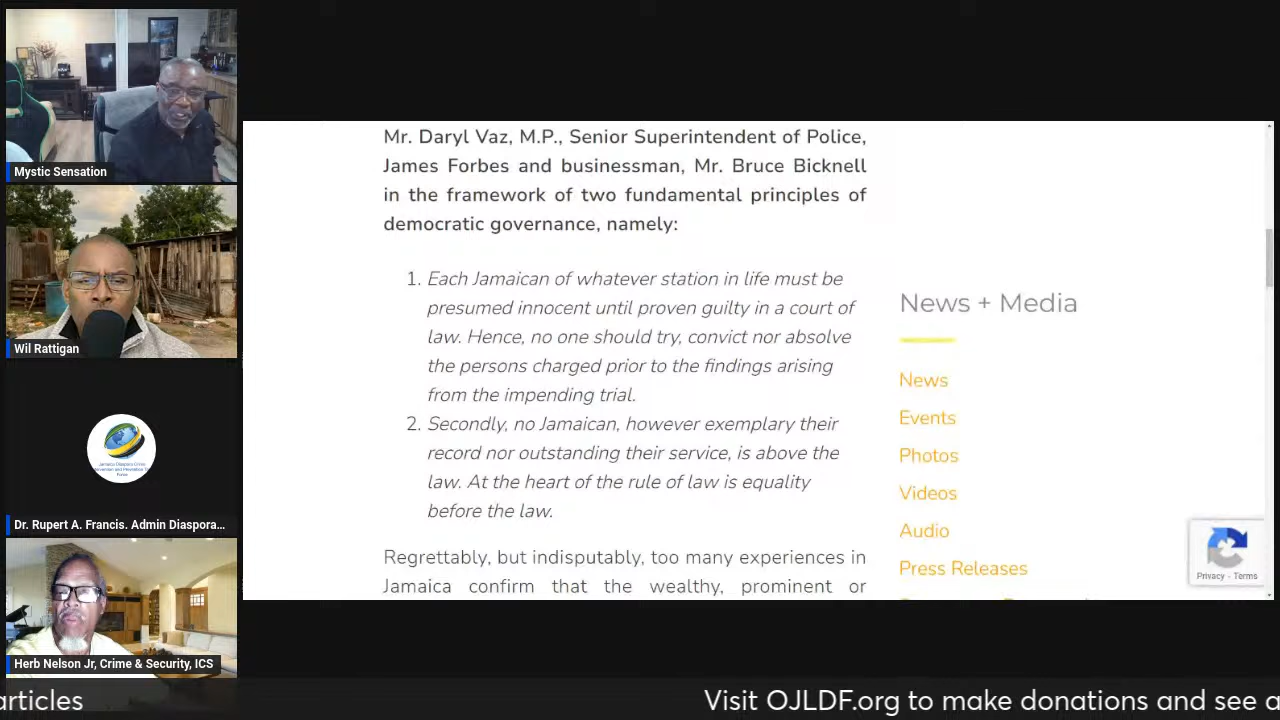 Mystic Sensation
Wil Rattigan
Dr. Rupert A. Francis. Admin Diaspora...
Herb Nelson Jr, Crime & Security, ICS
Mr. Daryl Vaz, M.P., Senior Superintendent of Police,
James Forbes and businessman, Mr. Bruce Bicknell
in the framework of two fundamental principles of
democratic governance, namely:
1. Each Jamaican of whatever station in life must be
presumed innocent until proven guilty in a court of
law. Hence, no one should try, convict nor absolve
the persons charged prior to the findings arising
from the impending trial.
2. Secondly, no Jamaican, however exemplary their
record nor outstanding their service, is above the
law. At the heart of the rule of law is equality
before the law.
Regrettably, but indisputably, too many experiences in
Jamaica confirm that the wealthy, prominent or
News + Media
News
Events
Photos
Videos
Audio
Press Releases
Privacy - Terms
articles
Visit OJLDF.org to make donations and see a